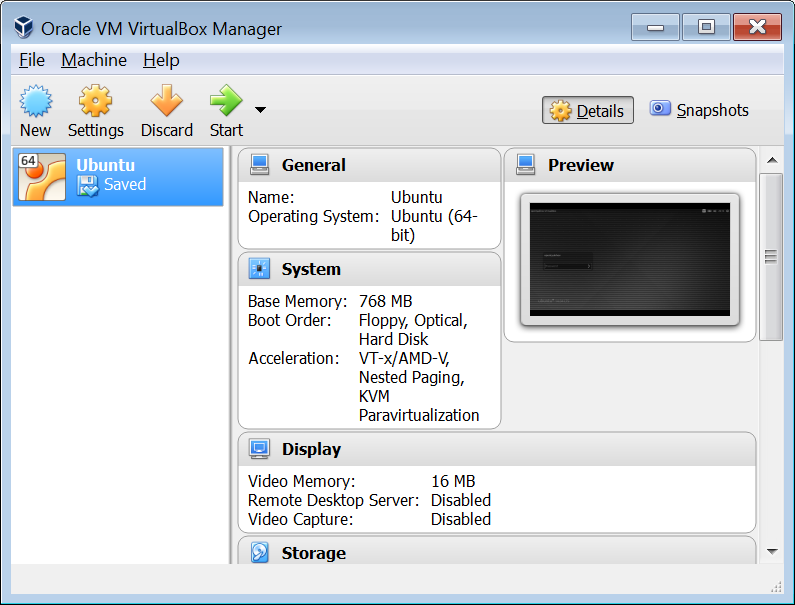 Oracle VM VirtualBox Manager
File Machine Help
New Settings Discard Start Details Snapshots
64 Ubuntu
Saved
General
Name: Ubuntu
Operating System: Ubuntu (64-
bit)
Preview
System
Base Memory: 768 MB
Boot Order: Floppy, Optical,
Hard Disk
Acceleration: VT-x/AMD-V,
Nested Paging,
KVM
Paravirtualization
Display
Video Memory: 16 MB
Remote Desktop Server: Disabled
Video Capture: Disabled
Storage